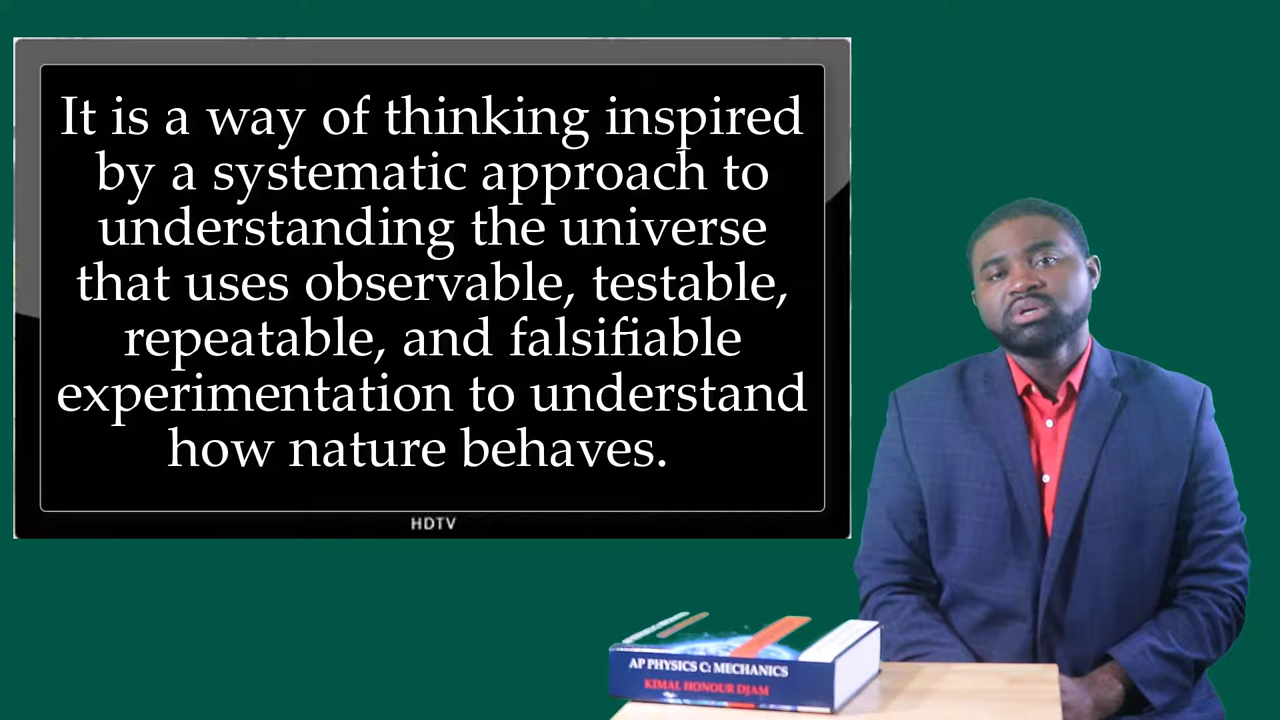 It is a way of thinking inspired
by a systematic approach to
understanding the universe
that uses observable, testable,
repeatable, and falsifiable
experimentation to understand
how nature behaves.
HDTV
AP PHYSICS C: MECHANICS
KIMAL HONOUR DJAM